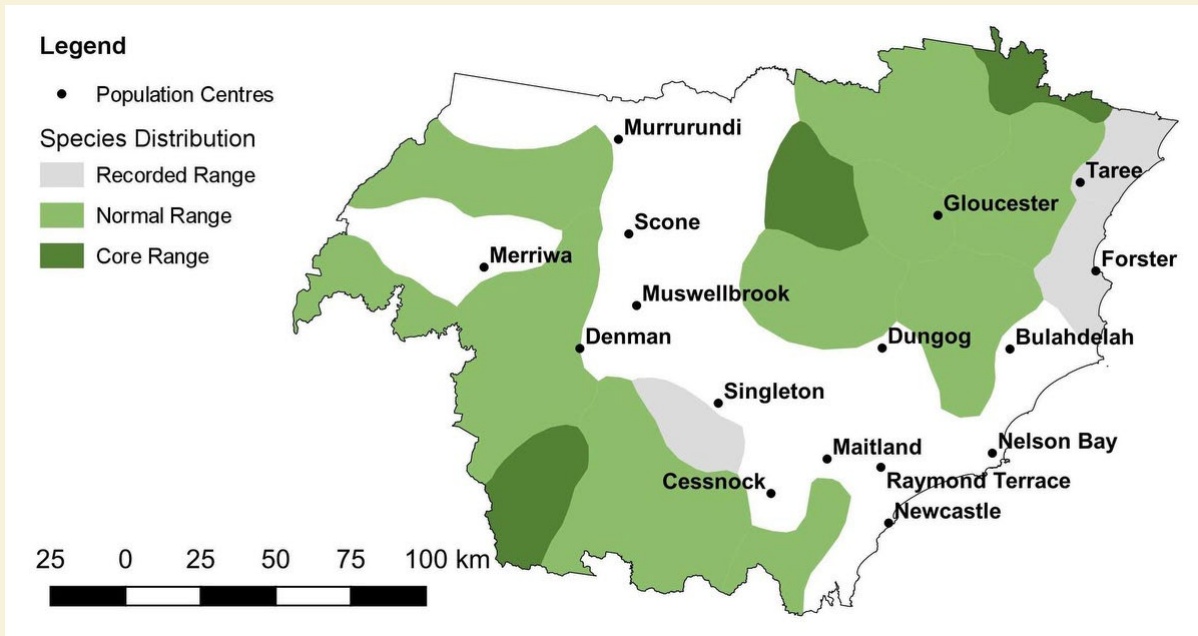 Legend
Population Centres
Species Distribution
Recorded Range
Normal Range
Core Range
Murrurundi
Taree
Gloucester
Scone
Merriwa
Forster
Muswellbrook
Denman
Dungog
Bulahdelah
Singleton
Nelson Bay
Maitland
Cessnock
Raymond Terrace
Newcastle
25 0 25 50 75 100 km